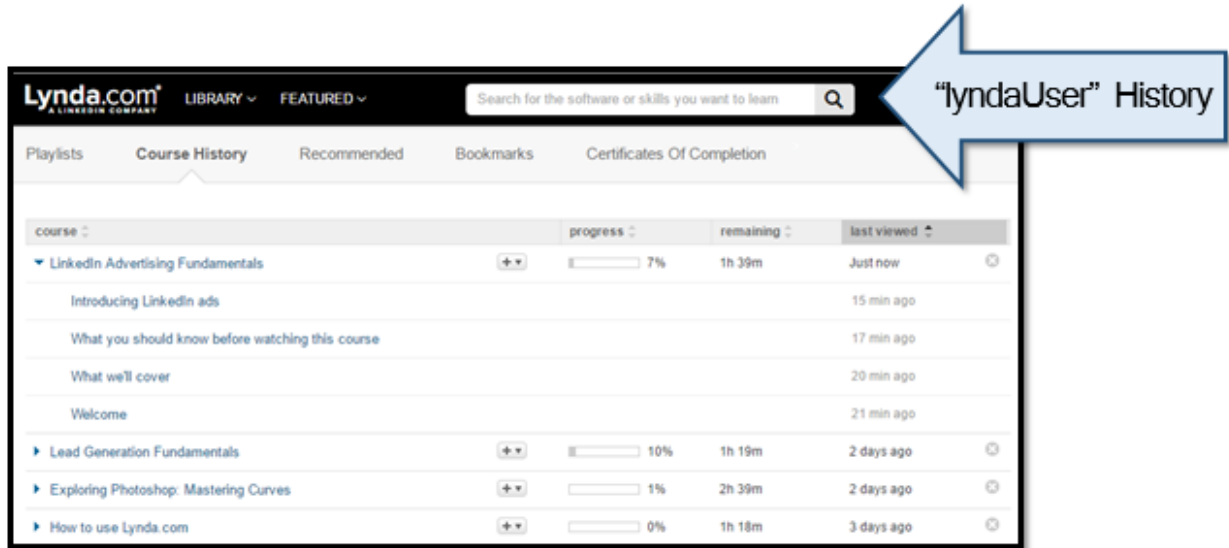 Lynda.com®
A LINKEDIN COMPANY
LIBRARY
FEATURED
Search for the software or skills you want to learn
"lyndaUser" History
Playlists
Course History
Recommended
Bookmarks
Certificates Of Completion
course progress remaining last viewed
LinkedIn Advertising Fundamentals 7% 1h 39m Just now
Introducing LinkedIn ads 15 min ago
What you should know before watching this course 17 min ago
What we'll cover 20 min ago
Welcome 21 min ago
Lead Generation Fundamentals 10% 1h 19m 2 days ago
Exploring Photoshop: Mastering Curves 1% 2h 39m 2 days ago
How to use Lynda.com 0% 1h 18m 3 days ago